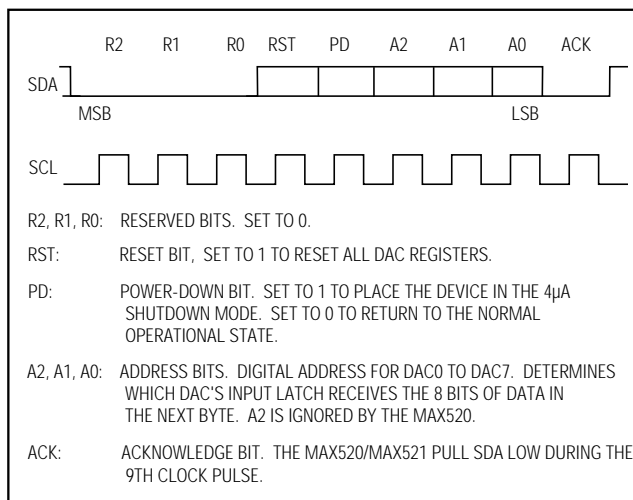 R2 R1 R0 RST PD A2 A1 A0 ACK
SDA
MSB LSB
SCL
R2, R1, R0: RESERVED BITS. SET TO 0.
RST: RESET BIT, SET TO 1 TO RESET ALL DAC REGISTERS.
PD: POWER-DOWN BIT. SET TO 1 TO PLACE THE DEVICE IN THE 4µA
SHUTDOWN MODE. SET TO 0 TO RETURN TO THE NORMAL
OPERATIONAL STATE.
A2, A1, A0: ADDRESS BITS. DIGITAL ADDRESS FOR DAC0 TO DAC7. DETERMINES
WHICH DAC'S INPUT LATCH RECEIVES THE 8 BITS OF DATA IN
THE NEXT BYTE. A2 IS IGNORED BY THE MAX520.
ACK: ACKNOWLEDGE BIT. THE MAX520/MAX521 PULL SDA LOW DURING THE
9TH CLOCK PULSE.